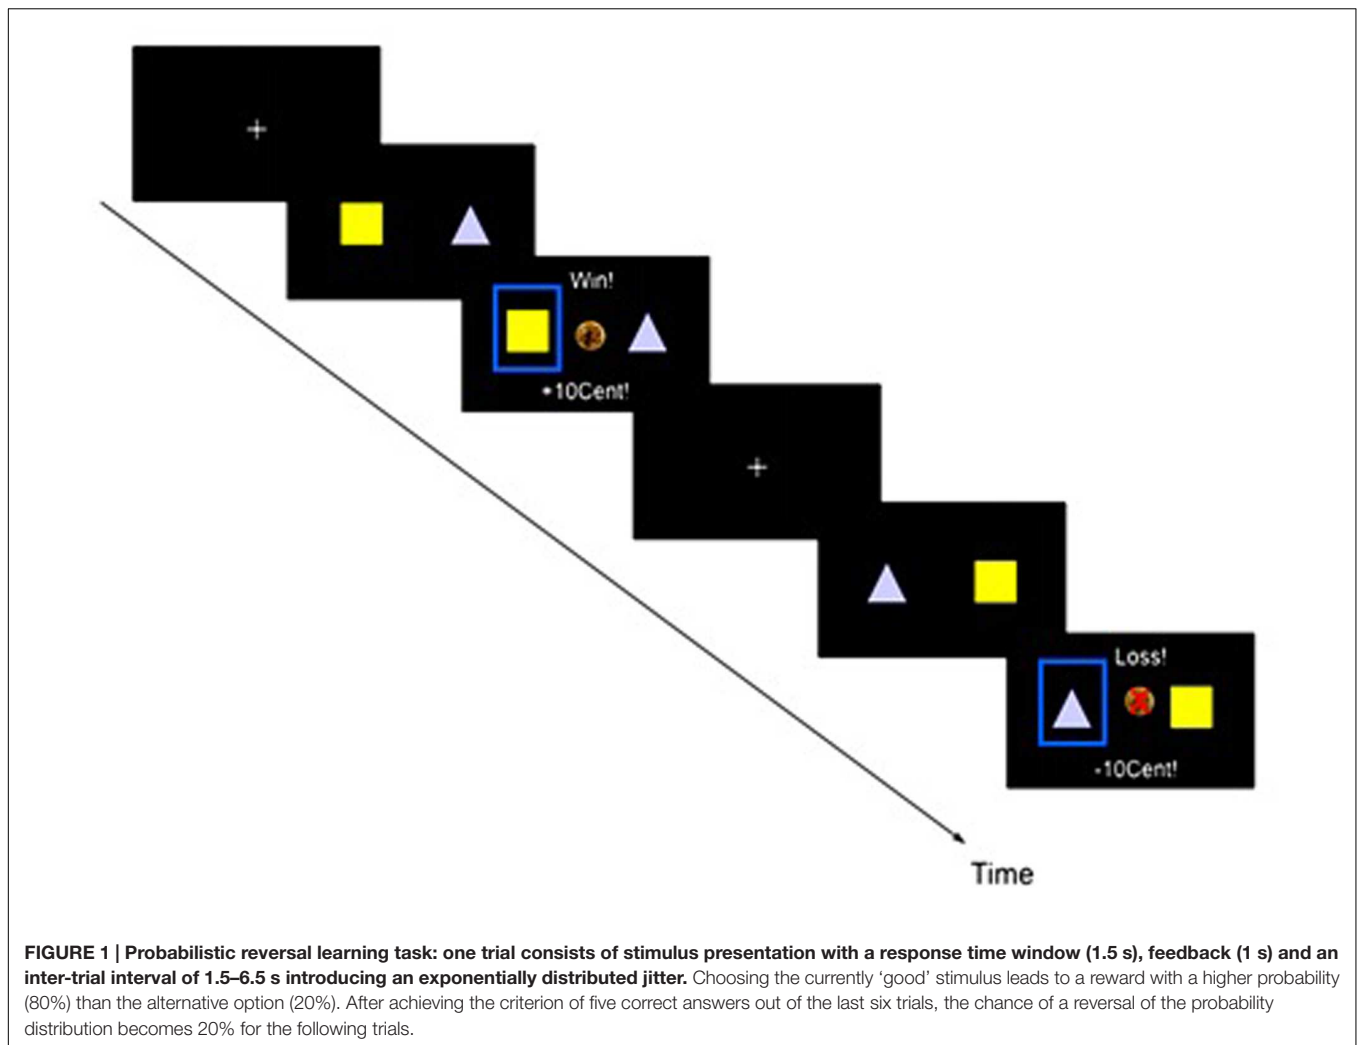 Win!
+10Cent!
Loss!
-10Cent!
Time
FIGURE 1 | Probabilistic reversal learning task: one trial consists of stimulus presentation with a response time window (1.5 s), feedback (1 s) and an
inter-trial interval of 1.5–6.5 s introducing an exponentially distributed jitter. Choosing the currently ‘good’ stimulus leads to a reward with a higher probability
(80%) than the alternative option (20%). After achieving the criterion of five correct answers out of the last six trials, the chance of a reversal of the probability
distribution becomes 20% for the following trials.